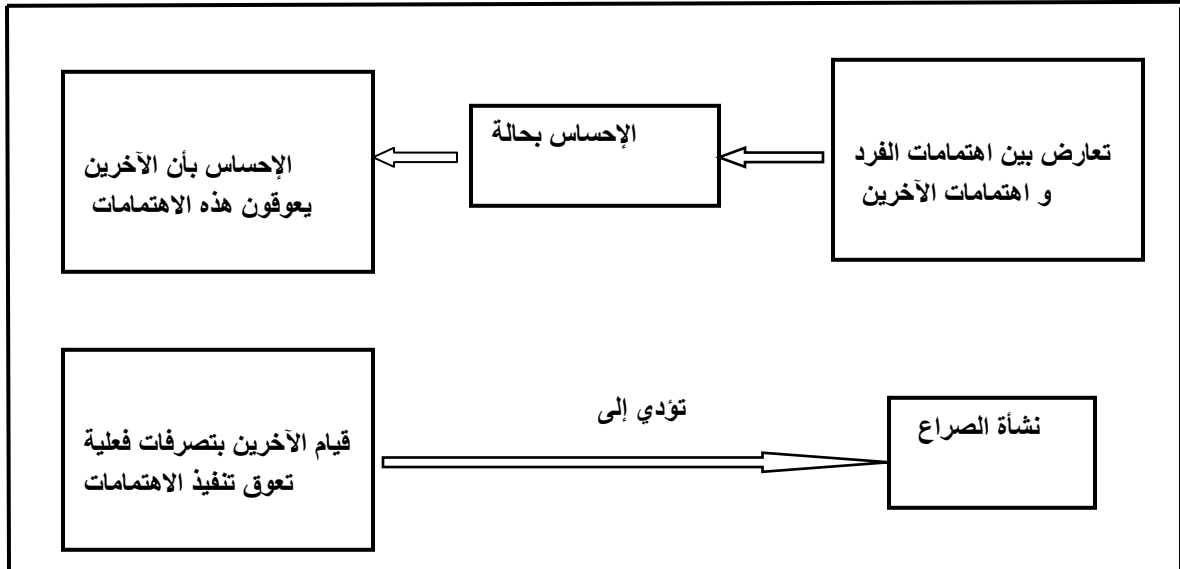 تعارض بين اهتمامات الفرد
و اهتمامات الآخرين
الإحساس بحالة
الإحساس بأن الآخرين
يعوقون هذه الاهتمامات
قيام الآخرين بتصرفات فعلية
تعوق تنفيذ الاهتمامات
تؤدي إلى
نشأة الصراع